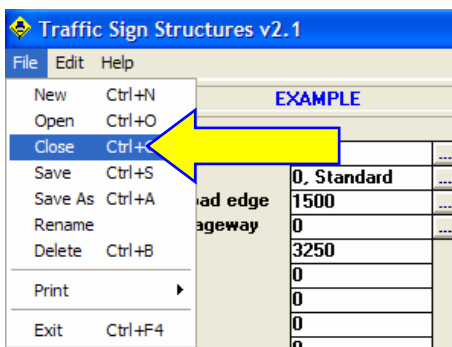 Traffic Sign Structures v2.1
File Edit Help
New Ctrl+N EXAMPLE
Open Ctrl+O
Close ...
Save Ctrl+S 0, Standard ...
Save As Ctrl+A ad edge 1500 ...
Rename ageway 0 ...
Delete Ctrl+B 3250
0
Print 0
0
Exit Ctrl+F4 0